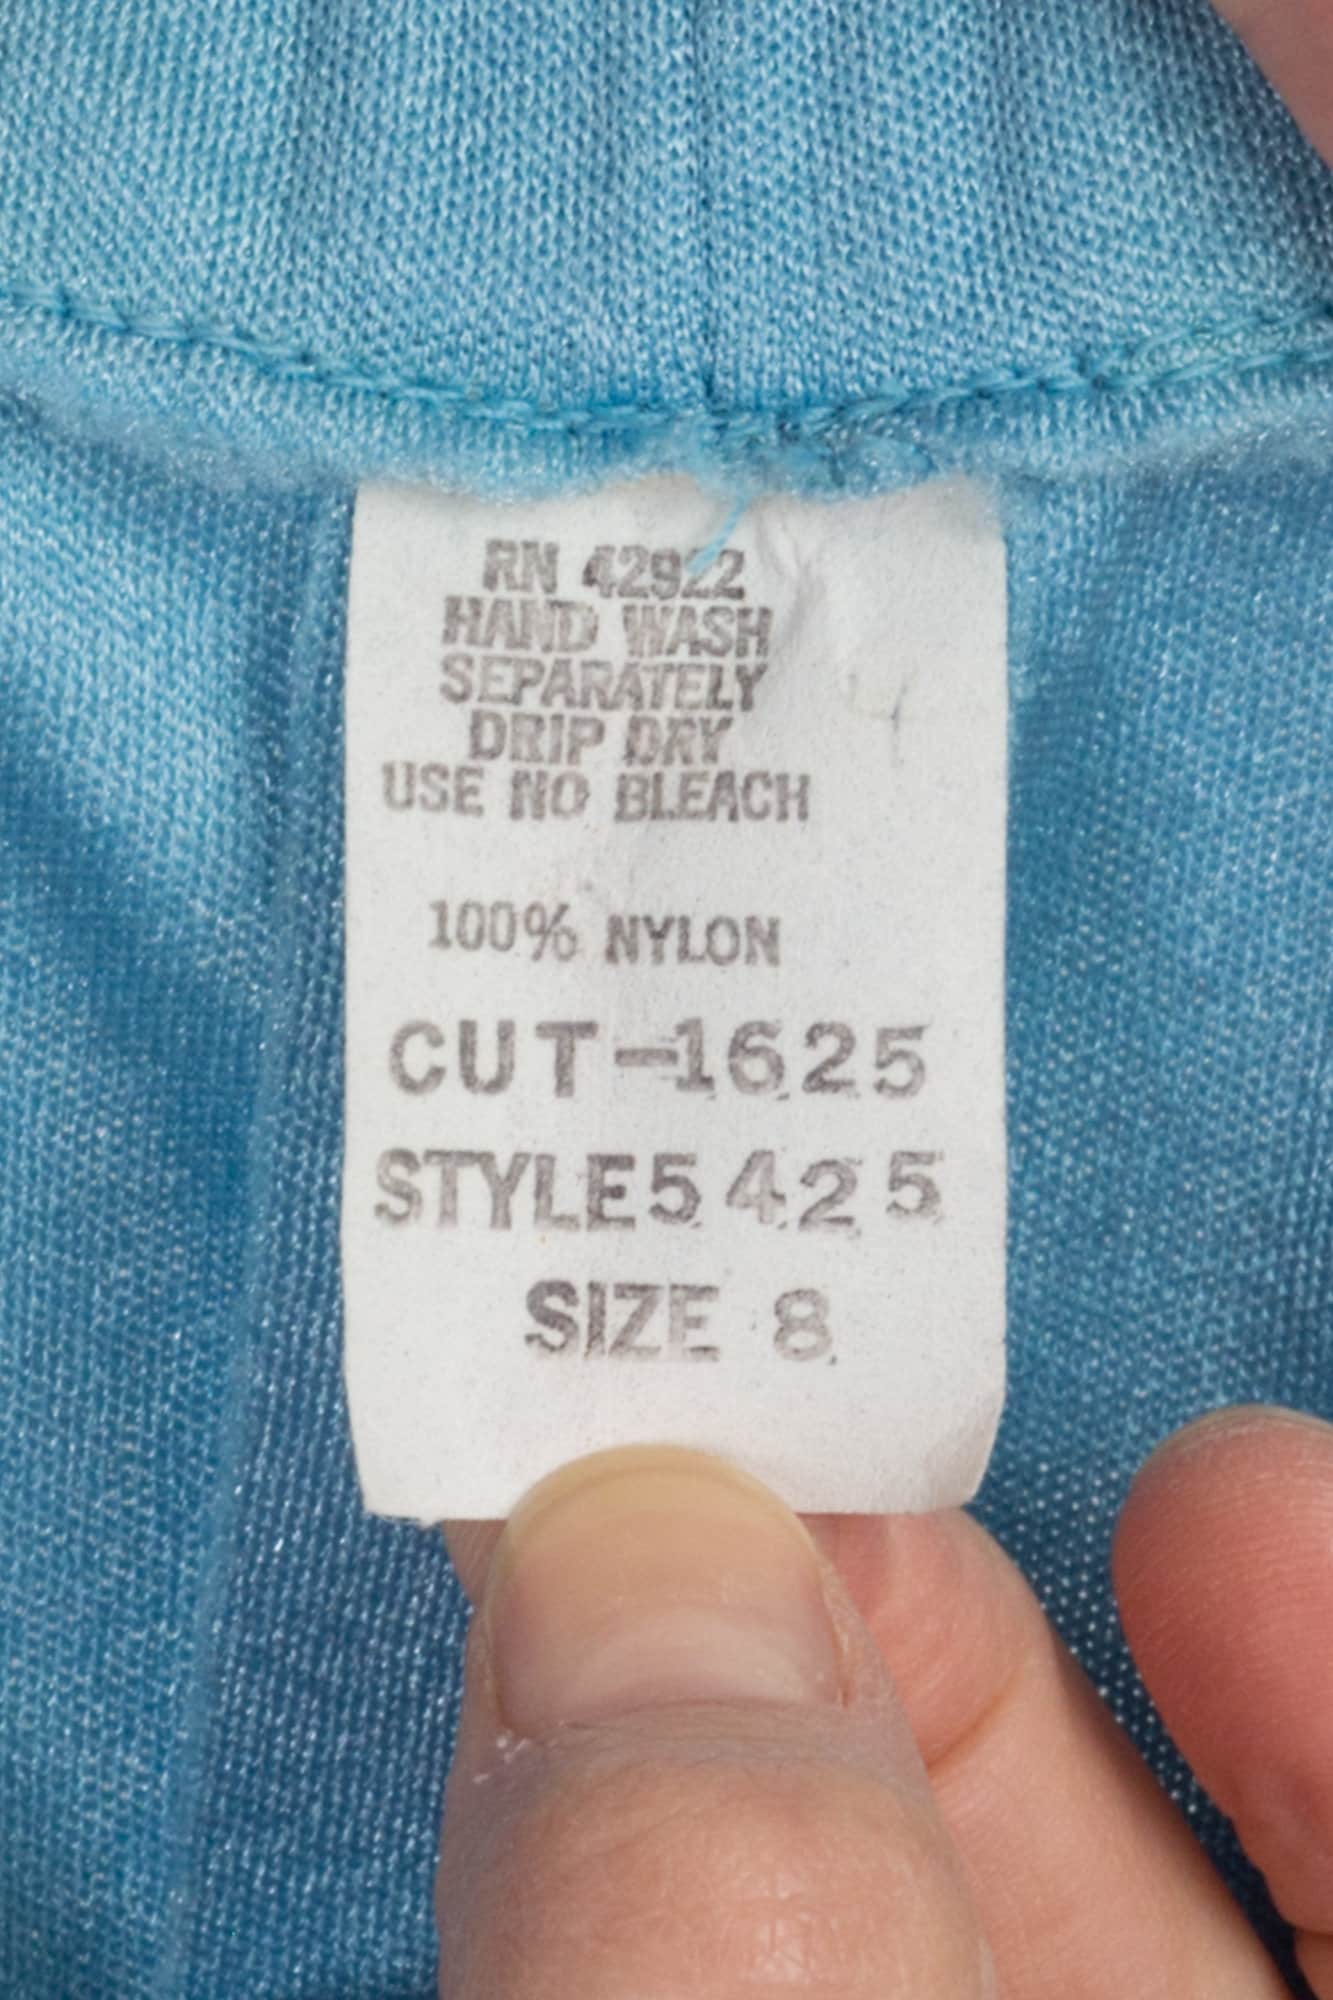 RN 42922
HAND WASH
SEPARATELY
DRIP DRY
USE NO BLEACH
100% NYLON
CUT-1625
STYLE5425
SIZE 8